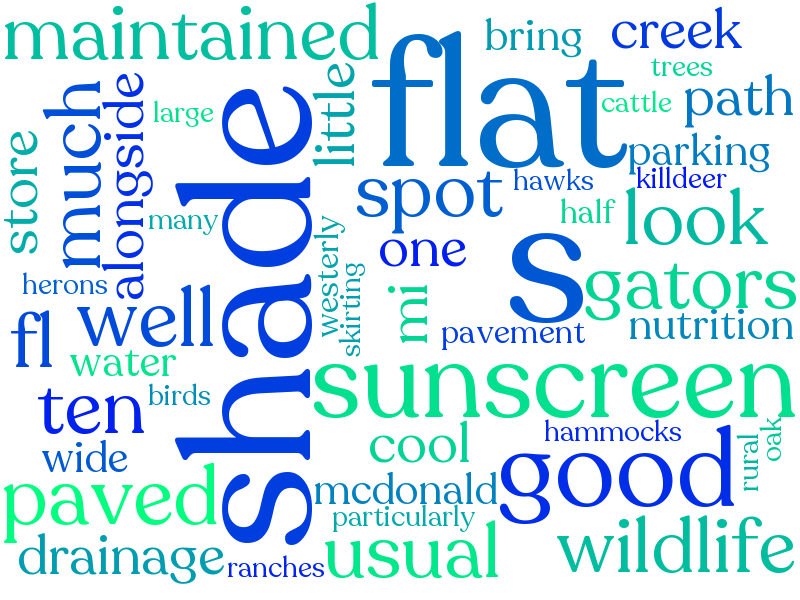 maintained
flat
bring
creek
trees
cattle
path
large
shade
little
much
alongside
store
many
parking
spot
hawks
killdeer
half
look
herons
westerly
skirting
one
s
gators
fl
well
mi
pavement
nutrition
water
sunscreen
ten
birds
wide
cool
hammocks
good
rural
oak
paved
mcdonald
particularly
drainage
ranches
usual
wildlife